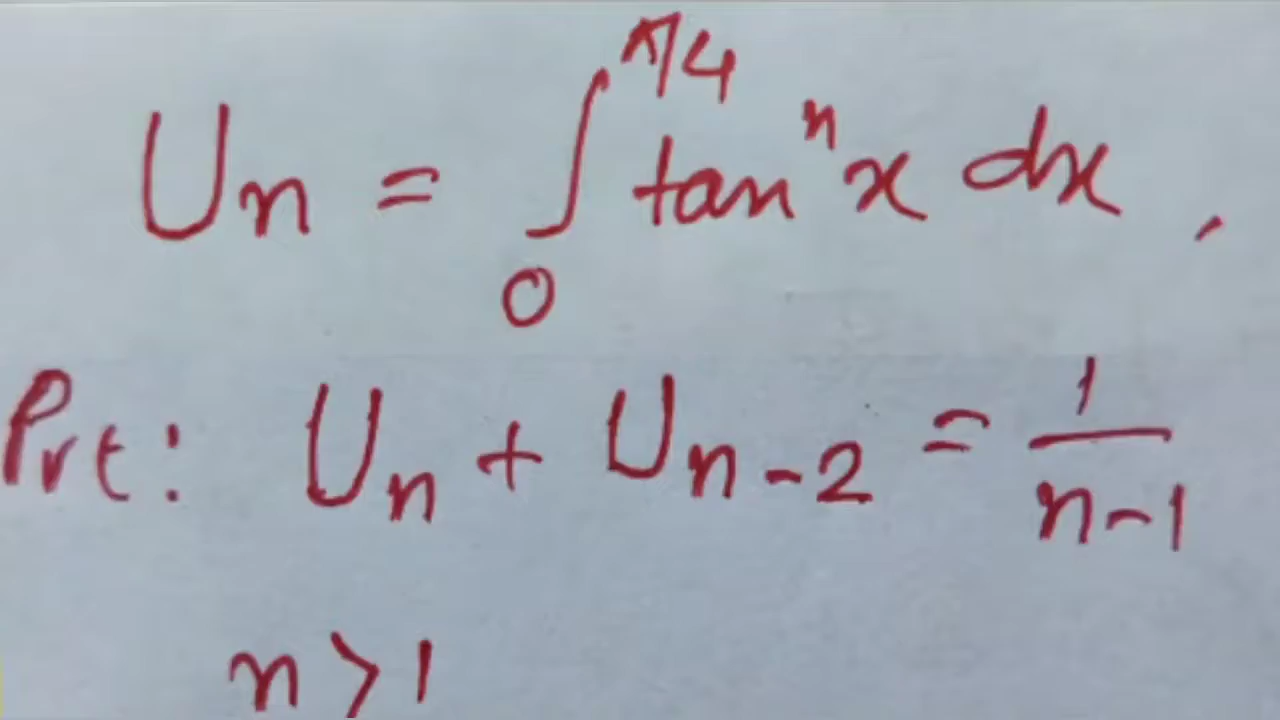 Uₙ = ∫₀^π/4 tanⁿx dx,
Prt: Uₙ + Uₙ₋₂ = 1/(n-1)
n > 1